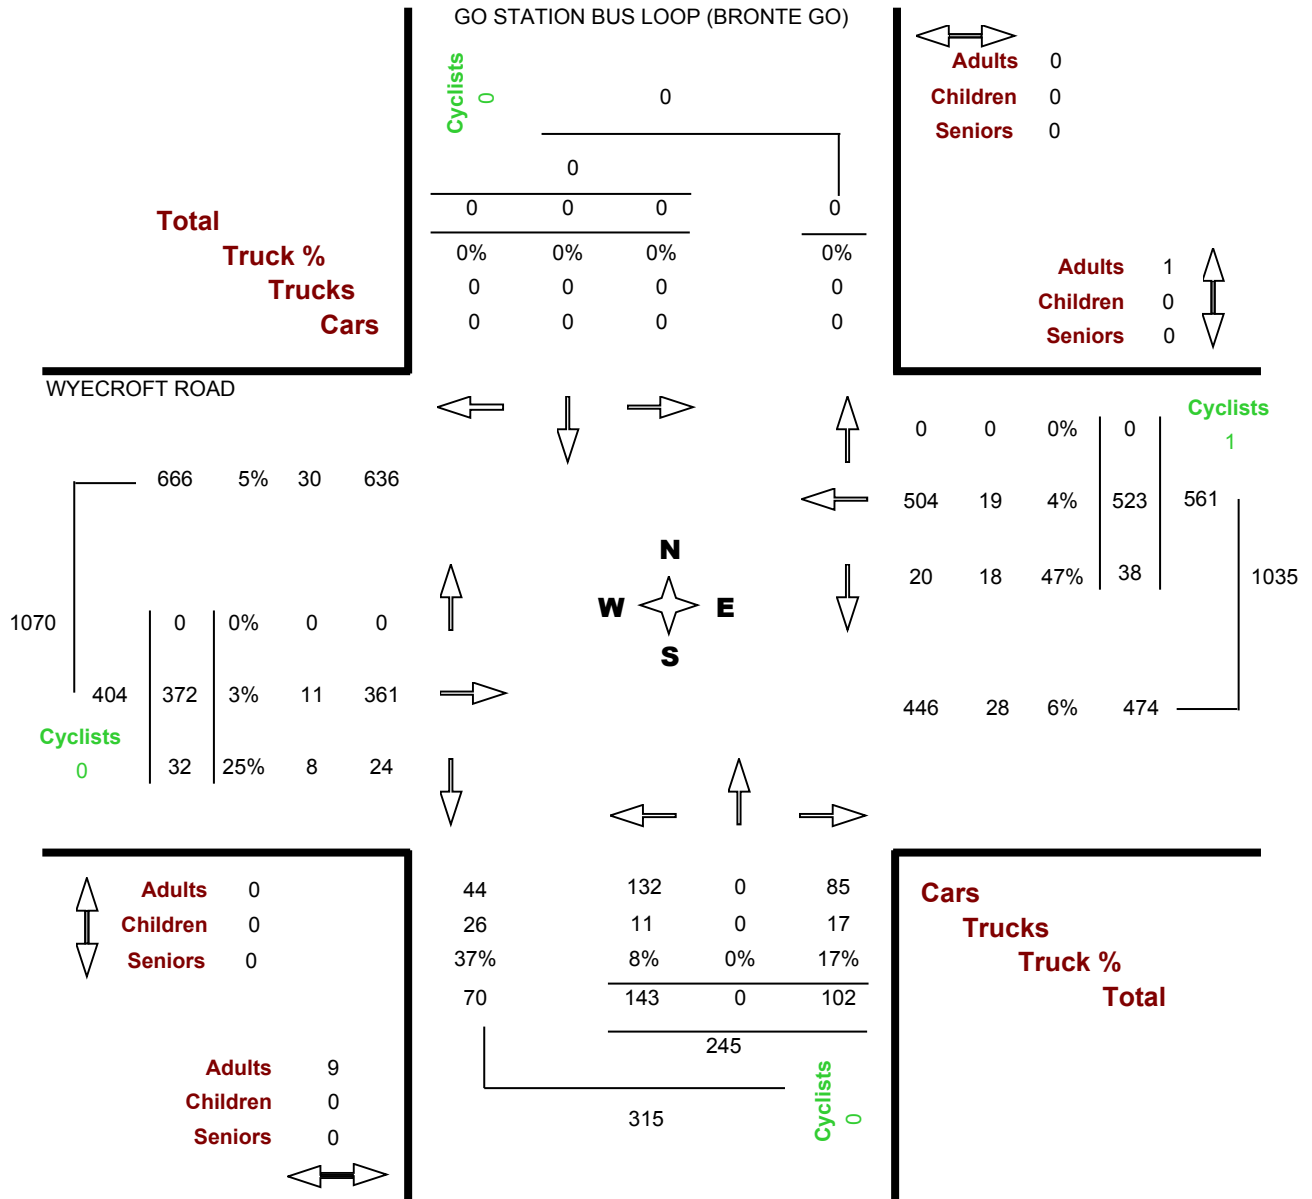 GO STATION BUS LOOP (BRONTE GO)
Cyclists
0
0
0
0 0 0 0
0% 0% 0% 0%
0 0 0 0
0 0 0 0
Total
Truck %
Trucks
Cars
Adults 0
Children 0
Seniors 0
Adults 1
Children 0
Seniors 0
WYECROFT ROAD
Cyclists
1
0 0 0% 0
504 19 4% 523 561
20 18 47% 38
1035
446 28 6% 474
666 5% 30 636
1070
0 0% 0 0
404 372 3% 11 361
32 25% 8 24
Cyclists
0
N
W E
S
Adults 0
Children 0
Seniors 0
Adults 9
Children 0
Seniors 0
44 132 0 85
26 11 0 17
37% 8% 0% 17%
70 143 0 102
245
315
Cyclists
0
Cars
Trucks
Truck %
Total